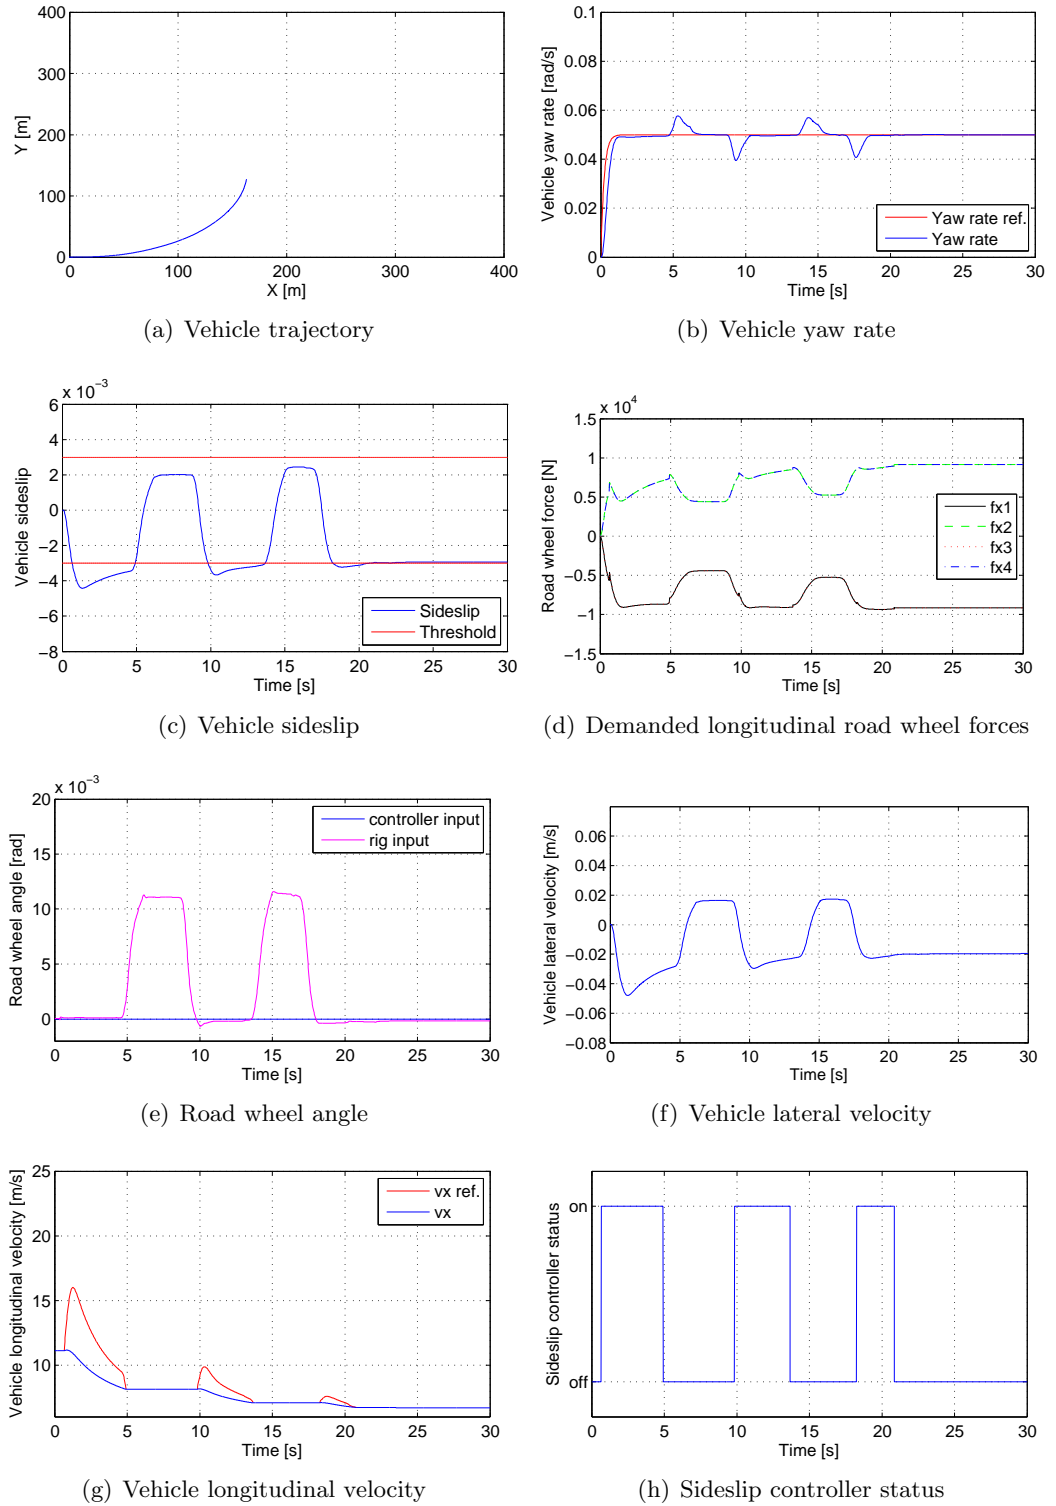 400
300
200
100
0
Y [m]
0
100
200
300
400
X [m]
(a) Vehicle trajectory
0.1
0.08
0.06
0.04
0.02
0
Vehicle yaw rate [rad/s]
Yaw rate ref.
Yaw rate
0
5
10
15
20
25
30
Time [s]
(b) Vehicle yaw rate
x 10−3
6
4
2
0
−2
−4
−6
−8
Vehicle sideslip
Sideslip
Threshold
0
5
10
15
20
25
30
Time [s]
(c) Vehicle sideslip
x 104
1.5
1
0.5
0
−0.5
−1
−1.5
Road wheel force [N]
fx1
fx2
fx3
fx4
0
5
10
15
20
25
30
Time [s]
(d) Demanded longitudinal road wheel forces
x 10−3
20
15
10
5
0
Road wheel angle [rad]
controller input
rig input
0
5
10
15
20
25
30
Time [s]
(e) Road wheel angle
0.06
0.04
0.02
0
−0.02
−0.04
−0.06
−0.08
Vehicle lateral velocity [m/s]
0
5
10
15
20
25
30
Time [s]
(f) Vehicle lateral velocity
25
20
15
10
Vehicle longitudinal velocity [m/s]
vx ref.
vx
0
5
10
15
20
25
30
Time [s]
(g) Vehicle longitudinal velocity
on
off
Sideslip controller status
0
5
10
15
20
25
30
Time [s]
(h) Sideslip controller status